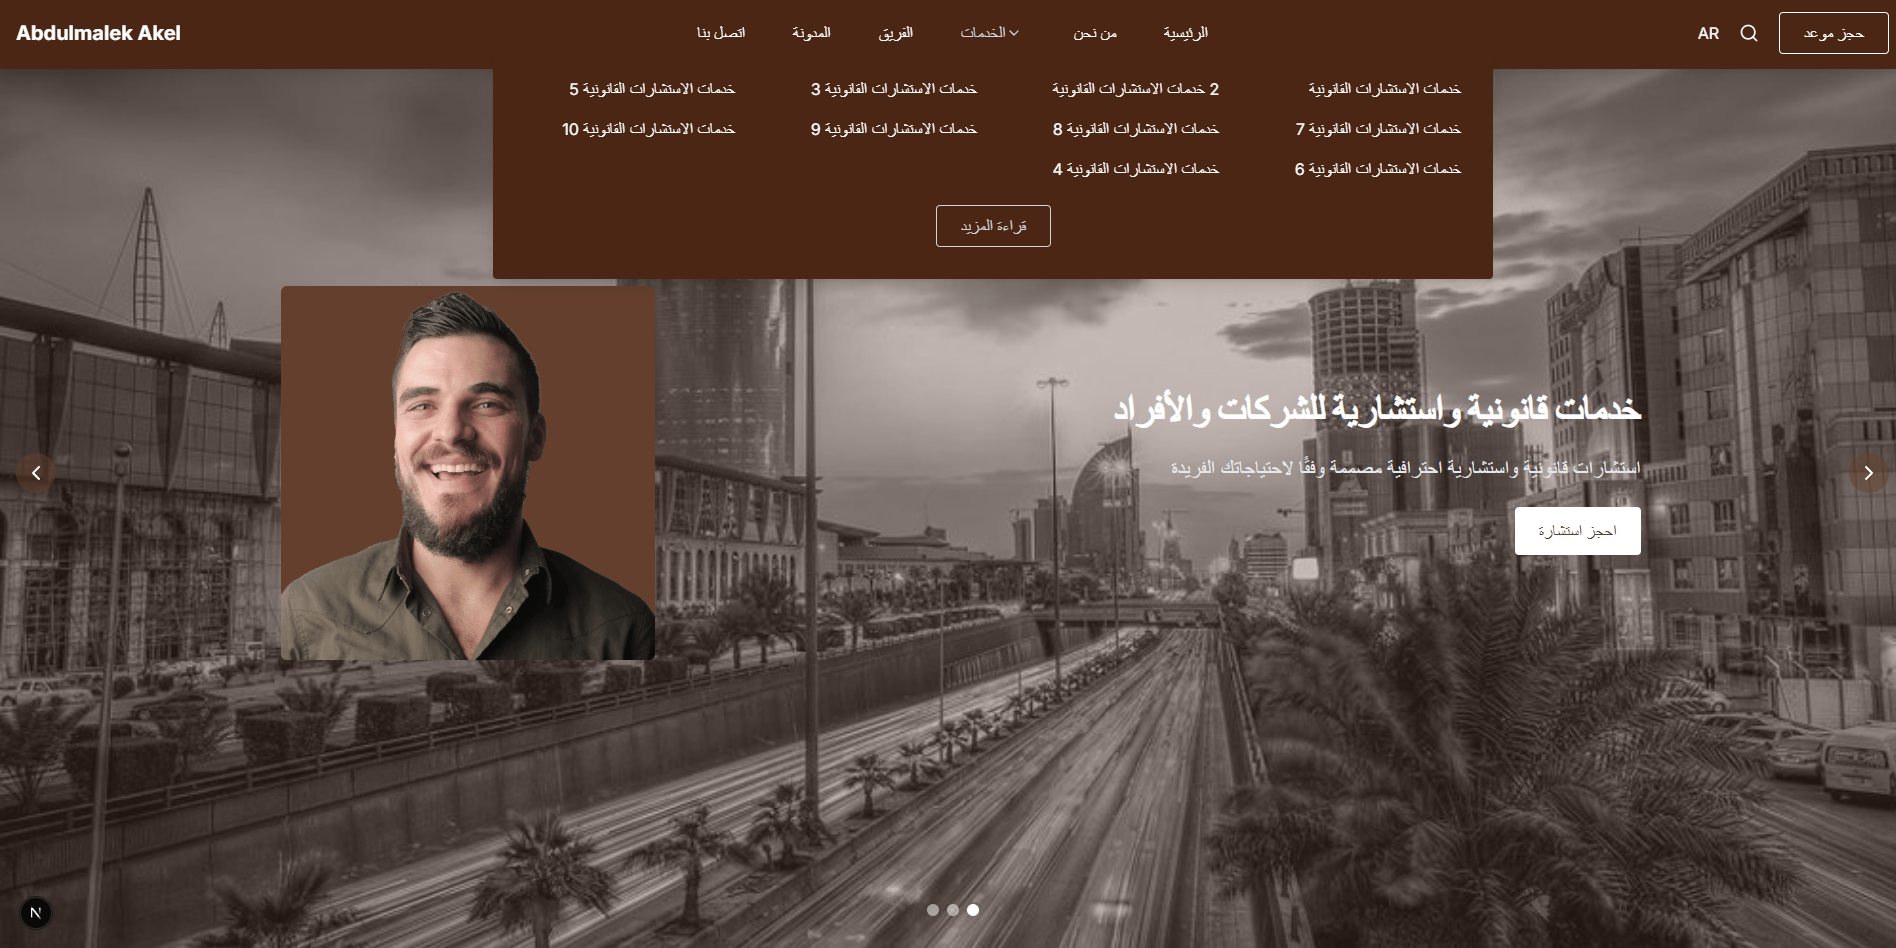 Abdulmalek Akel
الرئيسية
من نحن
الخدمات
الفريق
المدونة
اتصل بنا
AR
حجز موعد
خدمات الاستشارات القانونية
2 خدمات الاستشارات القانونية
خدمات الاستشارات القانونية 3
خدمات الاستشارات القانونية 5
خدمات الاستشارات القانونية 7
خدمات الاستشارات القانونية 8
خدمات الاستشارات القانونية 9
خدمات الاستشارات القانونية 10
خدمات الاستشارات القانونية 6
خدمات الاستشارات القانونية 4
قراءة المزيد
خدمات قانونية واستشارية للشركات والأفراد
استشارات قانونية واستشارية احترافية مصممة وفقًا لاحتياجاتك الفريدة
احجز استشارة
N